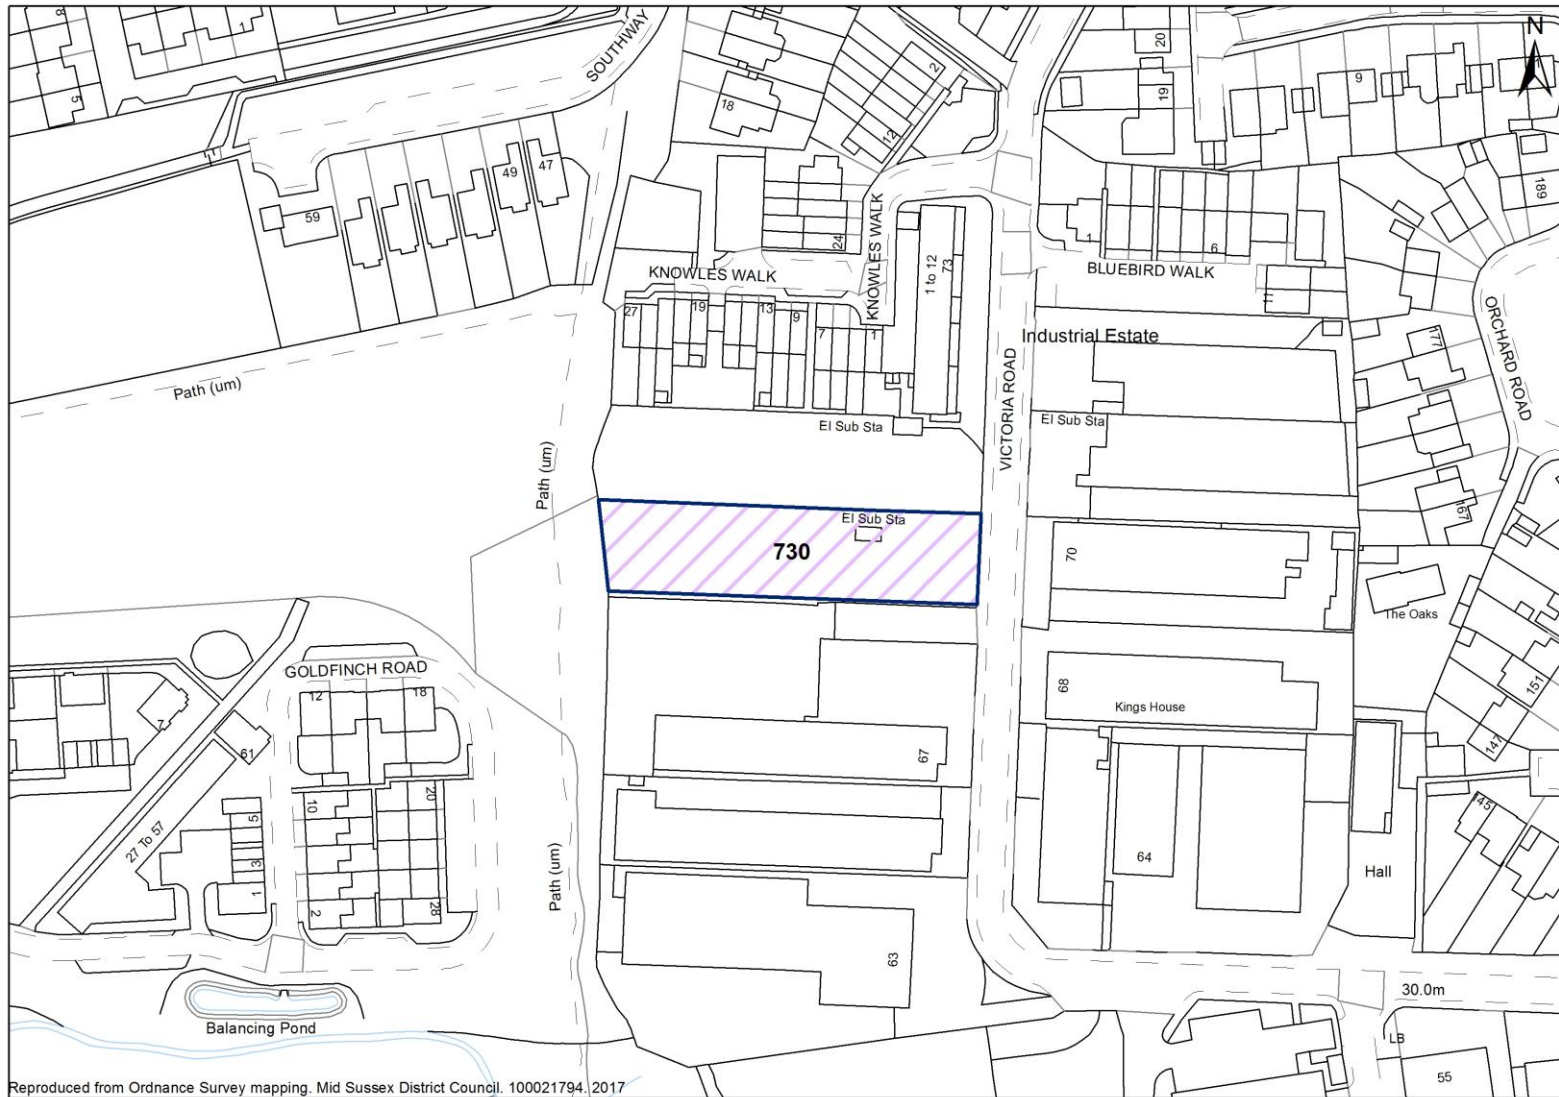 8
1
5
SOUTHWAY
18
2
12
20
19
9
1
N
59
49
47
24
KNOWLES WALK
KNOWLES WALK
1 to 12
73
1
6
BLUEBIRD WALK
11
189
27
19
13
9
7
1
Industrial Estate
177
ORCHARD ROAD
Path (um)
El Sub Sta
El Sub Sta
VICTORIA ROAD
Path (um)
167
El Sub Sta
730
70
The Oaks
GOLDFINCH ROAD
12
18
7
61
68
Kings House
151
147
67
10
20
5
3
1
27 To 57
145
64
Hall
Path (um)
2
28
63
30.0m
Balancing Pond
LB
55
Reproduced from Ordnance Survey mapping. Mid Sussex District Council. 100021794. 2017